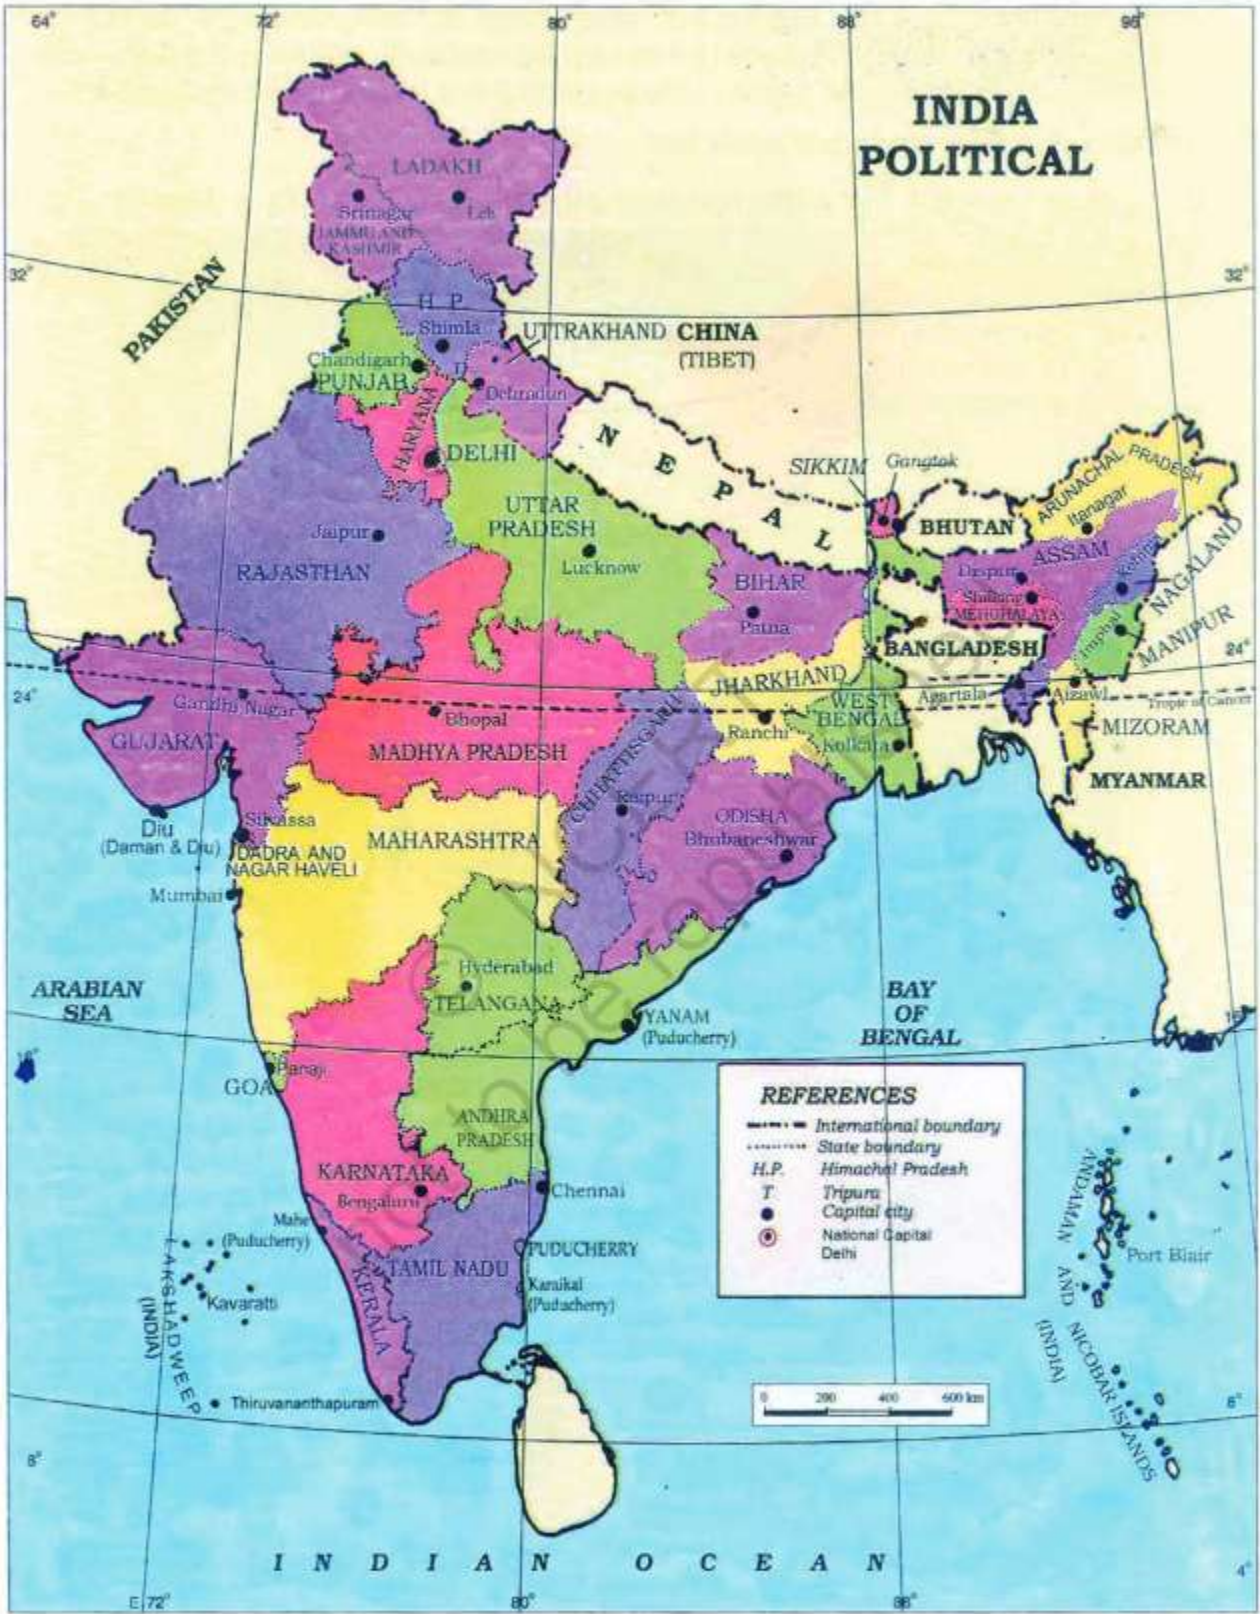 64°
72°
80°
88°
96°
INDIA
POLITICAL
LADAKH
Srinagar
Leh
JAMMU AND
KASHMIR
32°
32°
PAKISTAN
H. P.
Shimla
UTTRAKHAND
CHINA
(TIBET)
Chandigarh
PUNJAB
Dehradun
HARYANA
DELHI
NEPAL
SIKKIM
Gangtok
ARUNACHAL PRADESH
Itanagar
UTTAR
PRADESH
BHUTAN
Jaipur
ASSAM
RAJASTHAN
Lucknow
BIHAR
Dispur
NAGALAND
Shillong
MEHGHALAYA
Patna
Imphal
MANIPUR
BANGLADESH
24°
24°
JHARKHAND
Agartala
Aizawl
Tropic of Cancer
Gandhi Nagar
WEST
BENGAL
Bhopal
Ranchi
MIZORAM
GUJARAT
MADHYA PRADESH
CHHATTISGARH
Kolkata
MYANMAR
Raipur
Diu
(Daman & Diu)
Silvassa
MAHARASHTRA
ODISHA
Bhubaneshwar
DADRA AND
NAGAR HAVELI
Mumbai
Hyderabad
ARABIAN
SEA
TELANGANA
BAY
OF
BENGAL
YANAM
(Puducherry)
16°
16°
Panaji
GOA
ANDHRA
PRADESH
REFERENCES
International boundary
State boundary
H.P. Himachal Pradesh
T Tripura
Capital city
National Capital
Delhi
KARNATAKA
Bengaluru
Chennai
Mahe
(Puducherry)
PUDUCHERRY
TAMIL NADU
KERALA
Karaikal
(Puducherry)
LAKSHADWEEP
(INDIA)
Kavaratti
ANDAMAN AND NICOBAR ISLANDS
(INDIA)
Port Blair
Thiruvananthapuram
0 200 400 600 km
8°
8°
INDIAN OCEAN
4°
E. 72°
80°
88°